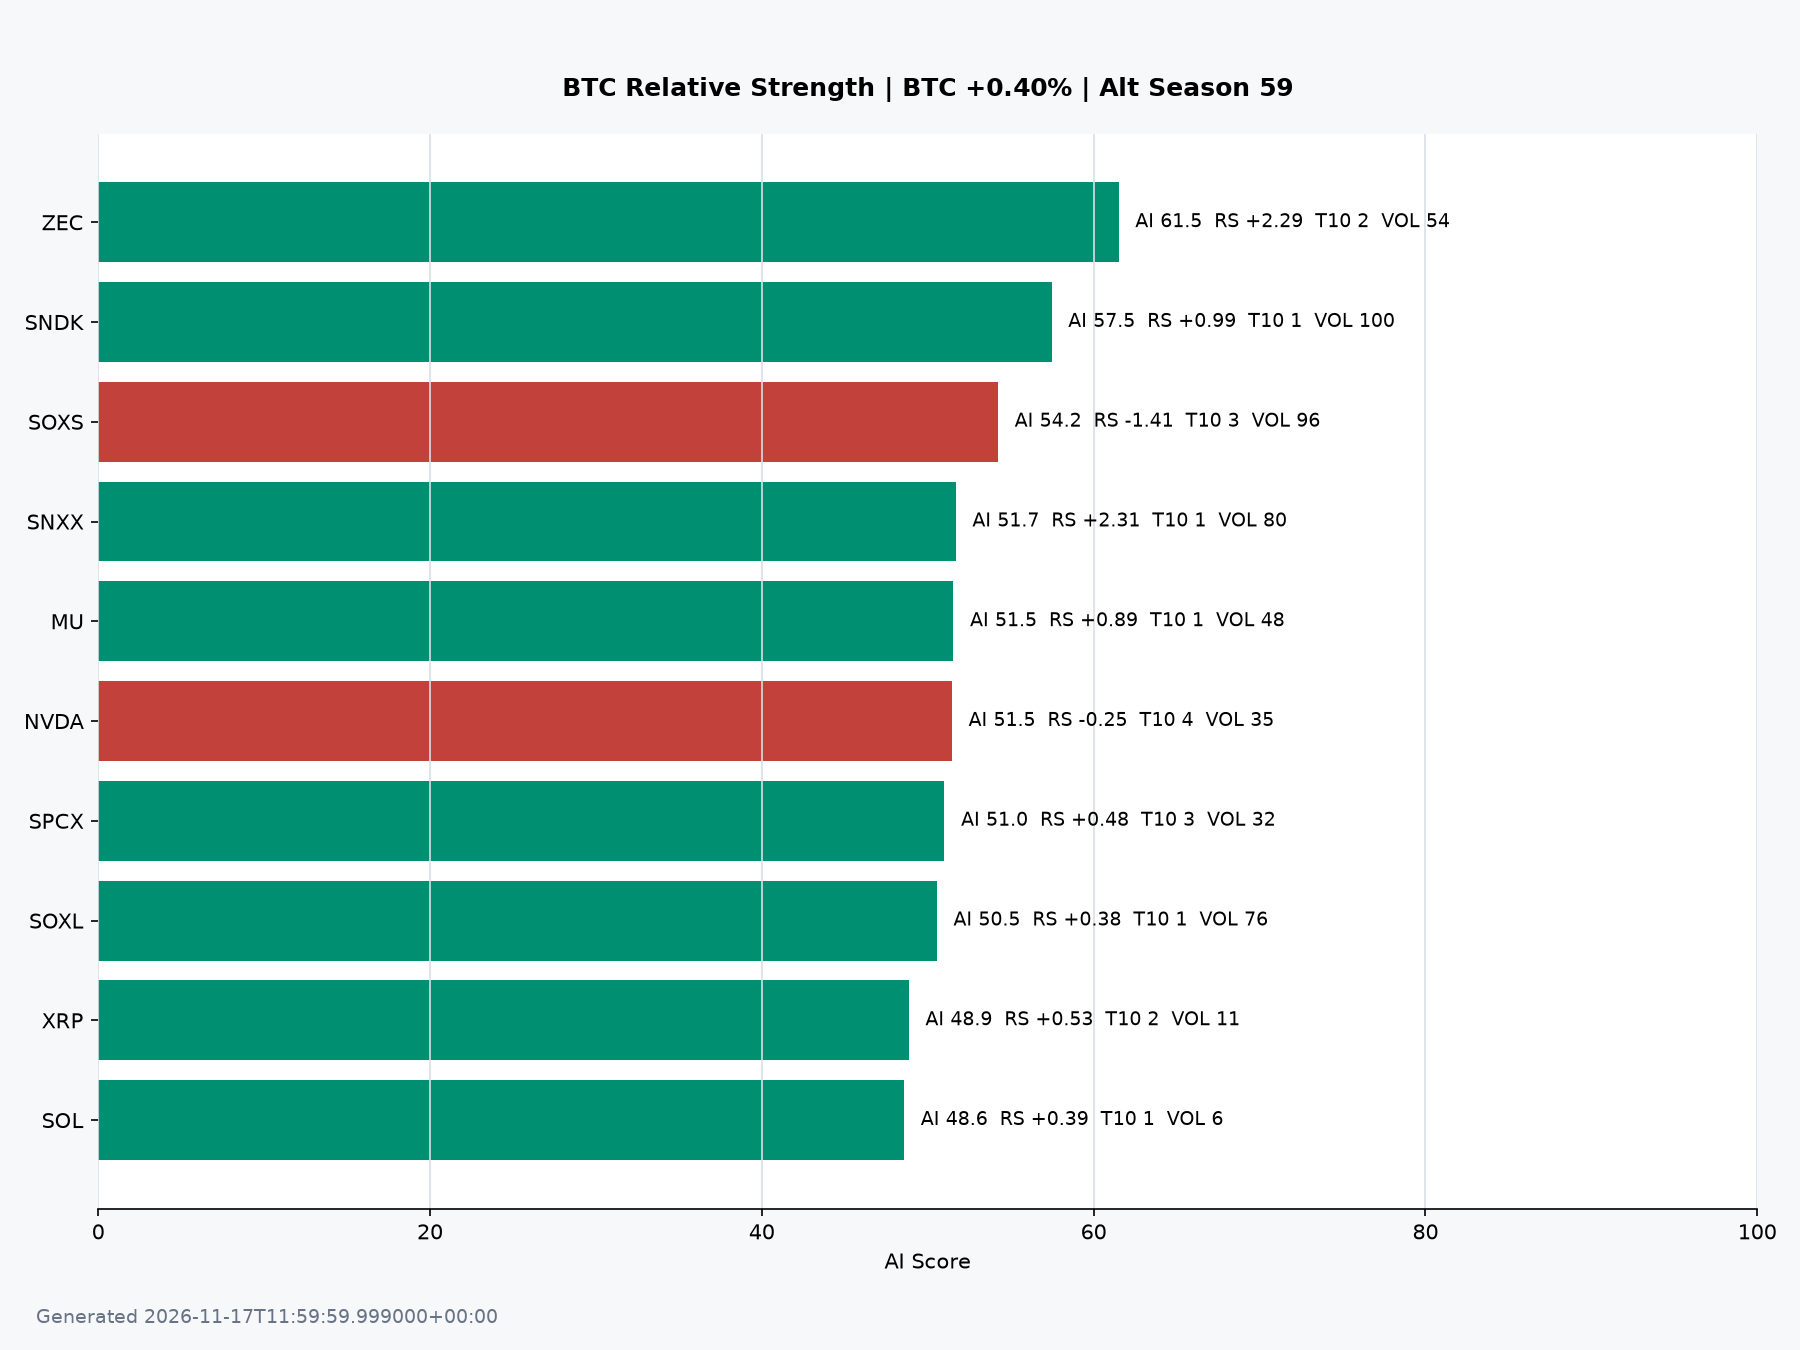 BTC Relative Strength | BTC +0.40% | Alt Season 59
ZEC AI 61.5 RS +2.29 T10 2 VOL 54
SNDK AI 57.5 RS +0.99 T10 1 VOL 100
SOXS AI 54.2 RS -1.41 T10 3 VOL 96
SNXX AI 51.7 RS +2.31 T10 1 VOL 80
MU AI 51.5 RS +0.89 T10 1 VOL 48
NVDA AI 51.5 RS -0.25 T10 4 VOL 35
SPCX AI 51.0 RS +0.48 T10 3 VOL 32
SOXL AI 50.5 RS +0.38 T10 1 VOL 76
XRP AI 48.9 RS +0.53 T10 2 VOL 11
SOL AI 48.6 RS +0.39 T10 1 VOL 6
0 20 40 60 80 100
AI Score
Generated 2026-11-17T11:59:59.999000+00:00